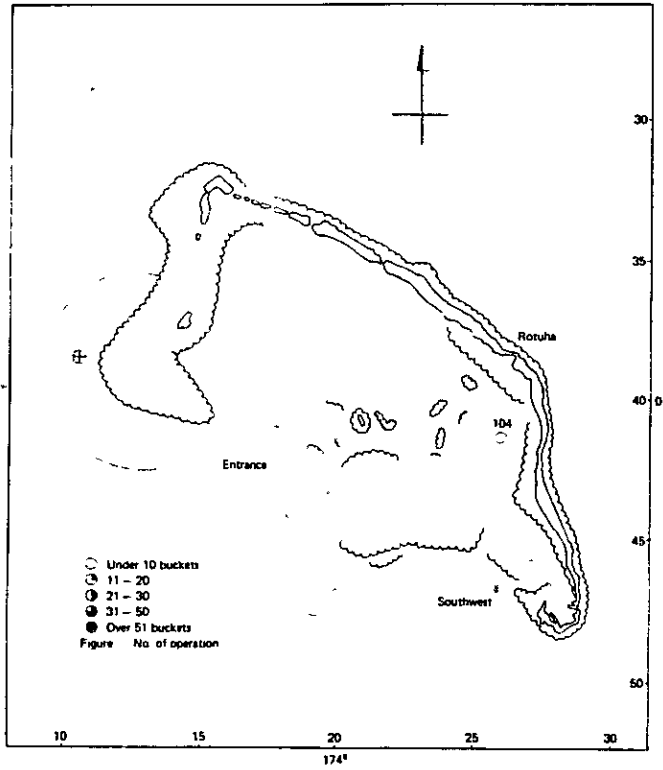 30
35
Rotuha
40
104
Entrance
45
Under 10 buckets
11 – 20
21 – 30
31 – 50
Over 51 buckets
Figure No. of operation
Southwest
50
10 15 20 25 30
174°